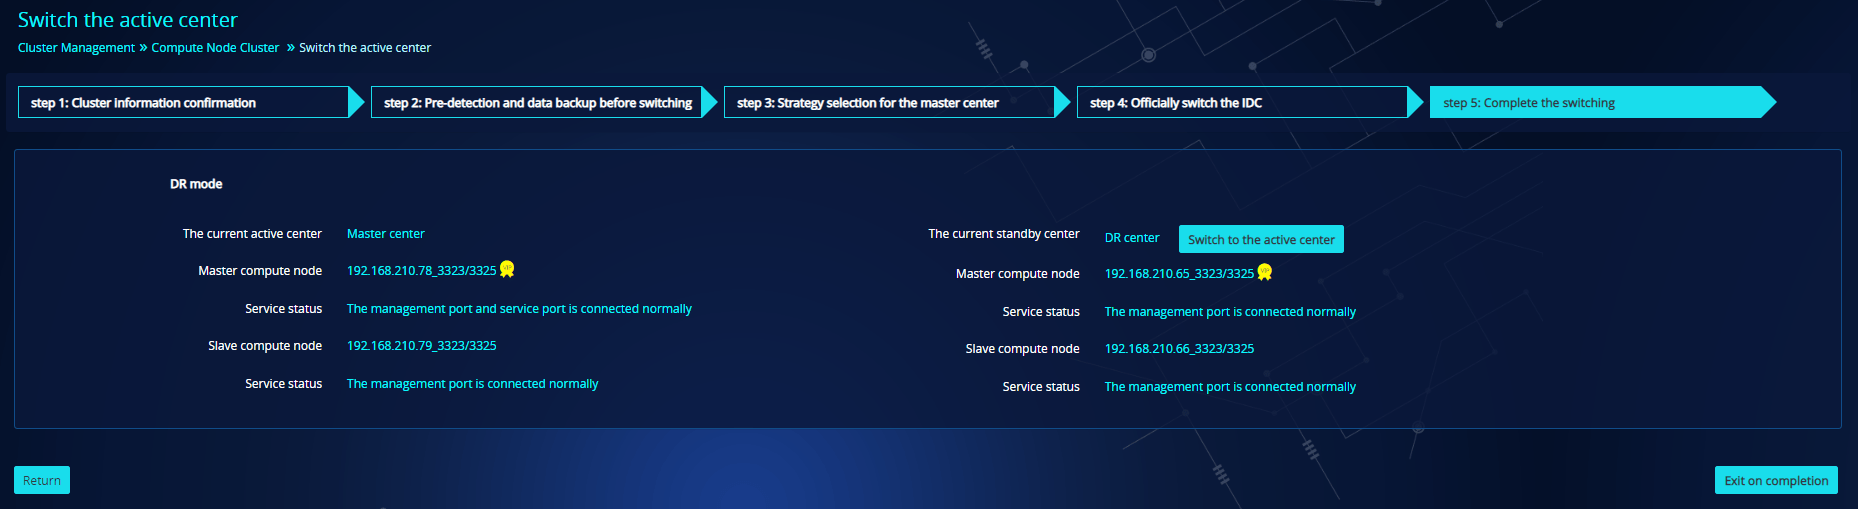 Switch the active center
Cluster Management » Compute Node Cluster » Switch the active center
step 1: Cluster information confirmation
step 2: Pre-detection and data backup before switching
step 3: Strategy selection for the master center
step 4: Officially switch the IDC
step 5: Complete the switching
DR mode
The current active center Master center
Master compute node 192.168.210.78_3323/3325
Service status The management port and service port is connected normally
Slave compute node 192.168.210.79_3323/3325
Service status The management port is connected normally
The current standby center DR center Switch to the active center
Master compute node 192.168.210.65_3323/3325
Service status The management port is connected normally
Slave compute node 192.168.210.66_3323/3325
Service status The management port is connected normally
Return
Exit on completion